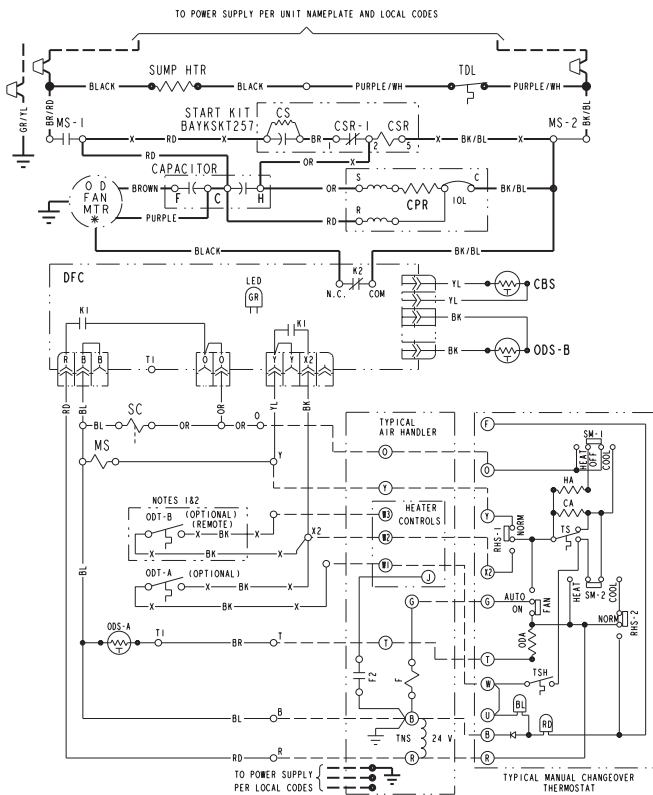 TO POWER SUPPLY PER UNIT NAMEPLATE AND LOCAL CODES
SUMP HTR
TDL
BLACK
BLACK
PURPLE/WH
PURPLE/WH
GR/YL
BR/RD
BK/BL
START KIT
BAYKSKT257
CS
CSR-1
CSR
MS-1
MS-2
X
RD
X
BR
1
2
5
X
BK/BL
RD
OR
X
CAPACITOR
O D
FAN
MTR
*
BROWN
F
C
H
OR
S
C
CPR
IOL
BK/BL
PURPLE
RD
R
BLACK
BK/BL
DFC
LED
GR
K2
N.C.
COM
YL
CBS
YL
BK
BK
ODS-B
K1
K1
R
B
B
T1
O
O
Y
Y
X2
RD
BL
OR
YL
BK
BL
SC
OR
OR
O
MS
Y
TYPICAL
AIR HANDLER
O
Y
F
SM-1
HEAT
OFF
COOL
O
HA
CA
NOTES 1&2
ODT-B
(OPTIONAL)
(REMOTE)
X
BK
X
X
BK
X
X2
W3
HEATER
CONTROLS
W2
Y
RHS-1
NORM
TS
X2
ODT-A
(OPTIONAL)
X
X
X
BK
X
W1
J
HEAT
SM-2
COOL
G
G
AUTO
ON
FAN
NORM
RHS-2
BL
ODS-A
T1
BR
T
T
ODA
T
F2
F
W
TSH
BL
RD
U
BL
B
B
B
TNS
24 V
RD
R
R
R
TO POWER SUPPLY
PER LOCAL CODES
TYPICAL MANUAL CHANGEOVER
THERMOSTAT